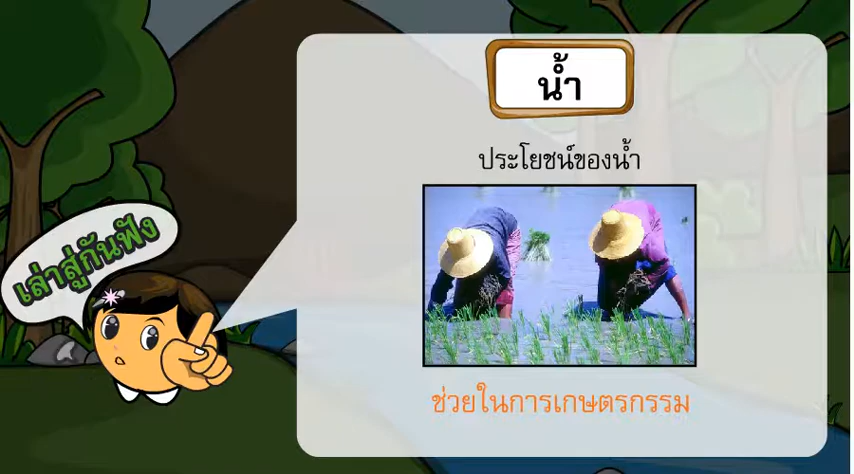 น้ำ
ประโยชน์ของน้ำ
เล่าสู่กันฟัง
ช่วยในการเกษตรกรรม